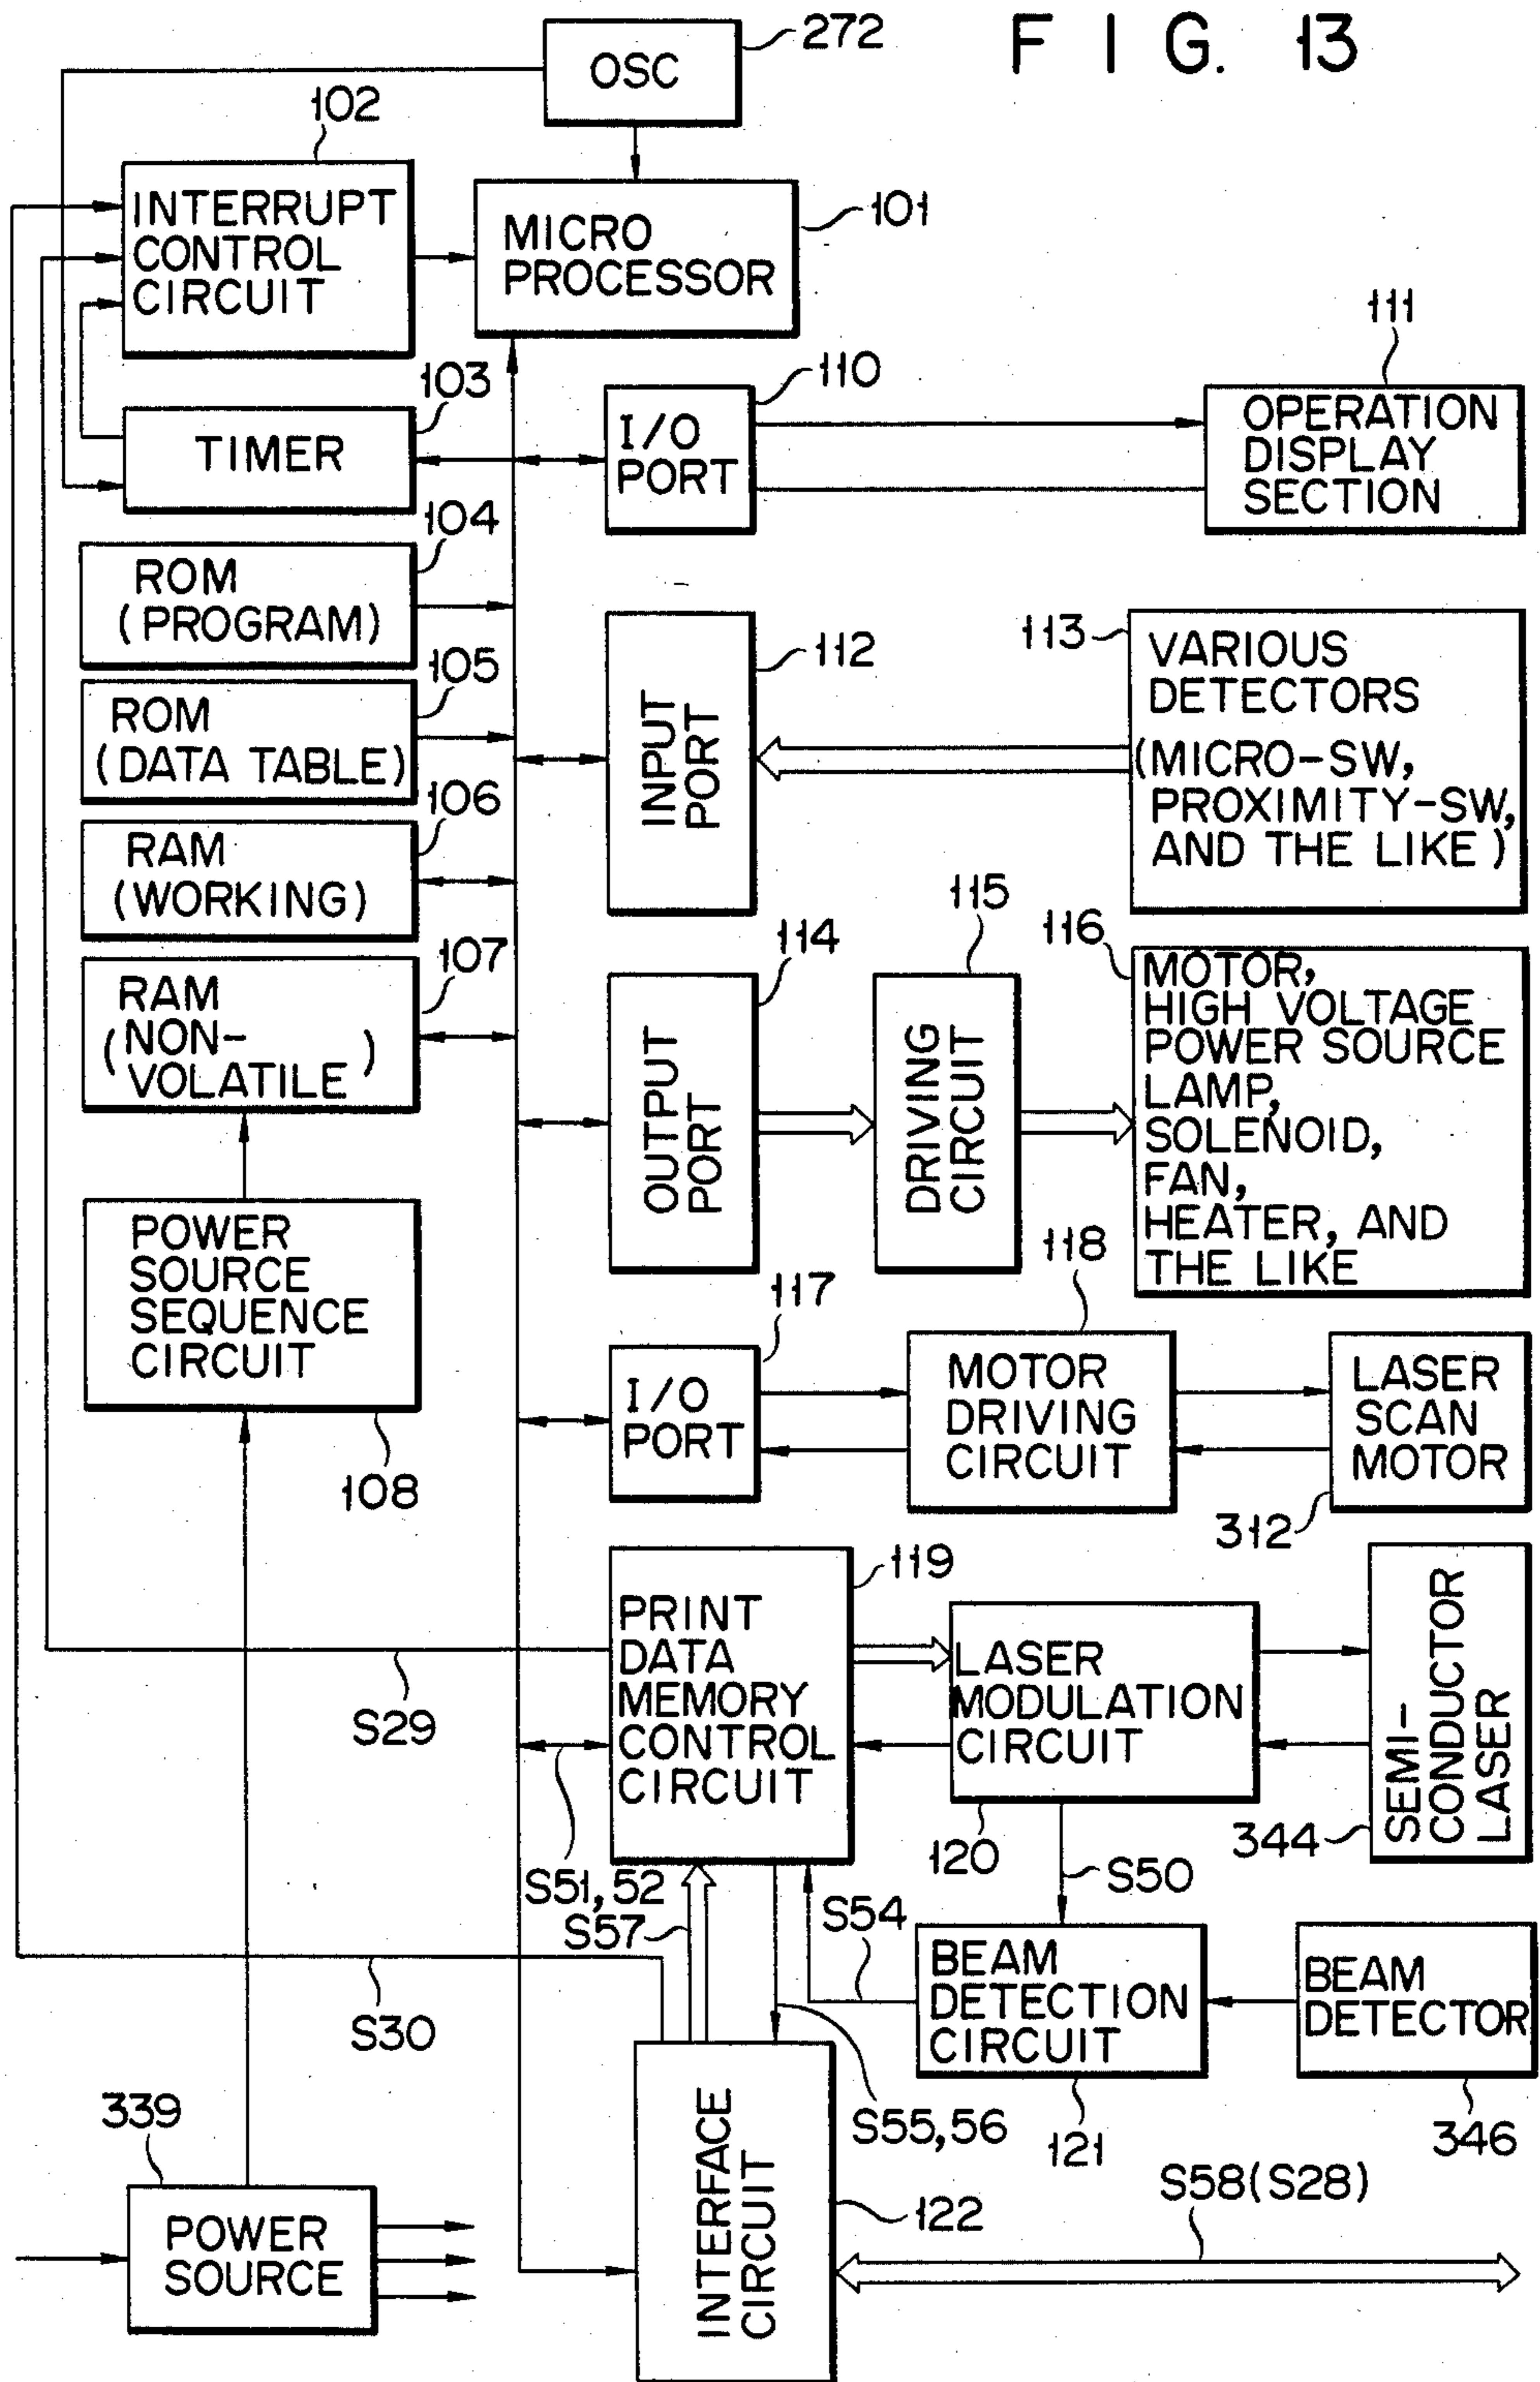 F I G. 13
OSC
272
102
INTERRUPT
CONTROL
CIRCUIT
MICRO
PROCESSOR
101
103
TIMER
110
I/O
PORT
111
OPERATION
DISPLAY
SECTION
104
ROM
(PROGRAM)
105
ROM
(DATA TABLE)
106
RAM
(WORKING)
107
RAM
(NON-
VOLATILE)
112
INPUT
PORT
113
VARIOUS
DETECTORS
(MICRO-SW,
PROXIMITY-SW,
AND THE LIKE)
114
OUTPUT
PORT
115
DRIVING
CIRCUIT
116
MOTOR,
HIGH VOLTAGE
POWER SOURCE
LAMP,
SOLENOID,
FAN,
HEATER, AND
THE LIKE
POWER
SOURCE
SEQUENCE
CIRCUIT
108
117
I/O
PORT
118
MOTOR
DRIVING
CIRCUIT
LASER
SCAN
MOTOR
312
119
PRINT
DATA
MEMORY
CONTROL
CIRCUIT
S29
LASER
MODULATION
CIRCUIT
120
SEMI-
CONDUCTOR
LASER
344
S51, 52
S57
S50
S54
BEAM
DETECTION
CIRCUIT
121
BEAM
DETECTOR
346
S30
S55, 56
339
POWER
SOURCE
INTERFACE
CIRCUIT
122
S58(S28)